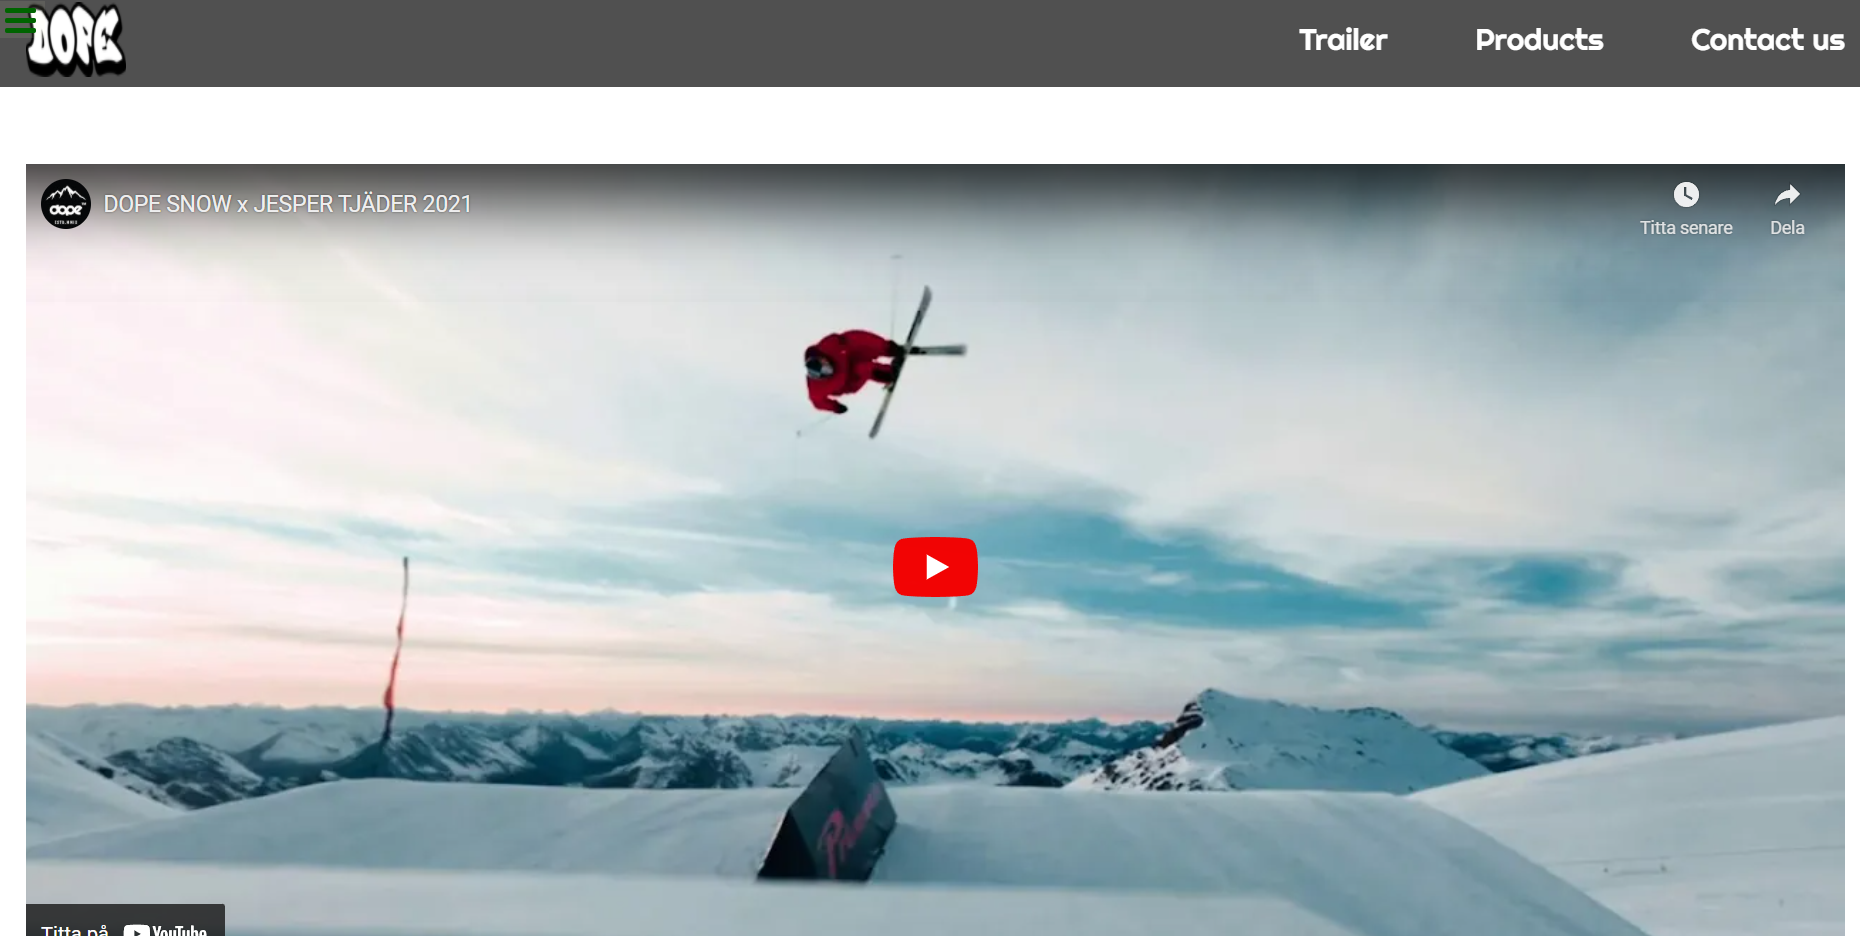 DOPE
Trailer
Products
Contact us
dope
DOPE SNOW x JESPER TJÄDER 2021
Titta senare
Dela
Titta på YouTube